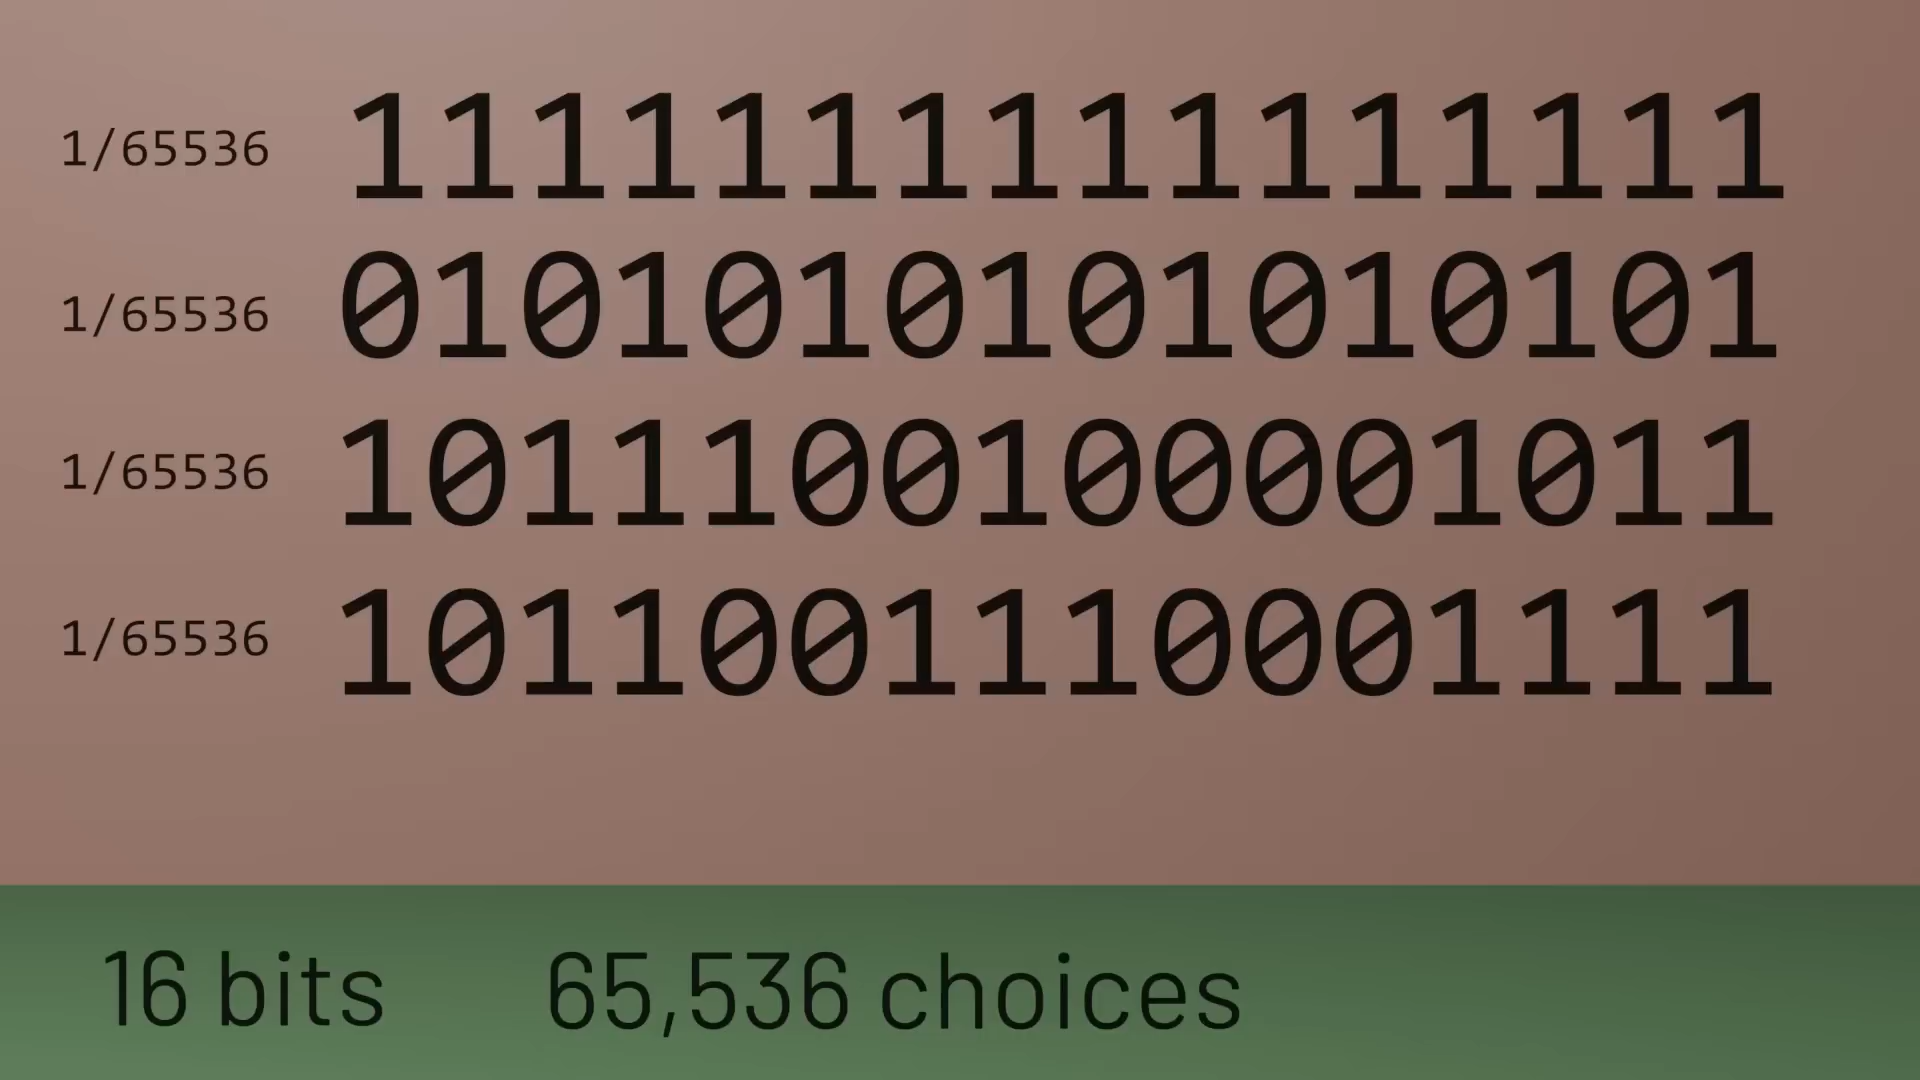 1/65536 1111111111111111
1/65536 0101010101010101
1/65536 1011100100001011
1/65536 1011001110001111
16 bits 65,536 choices